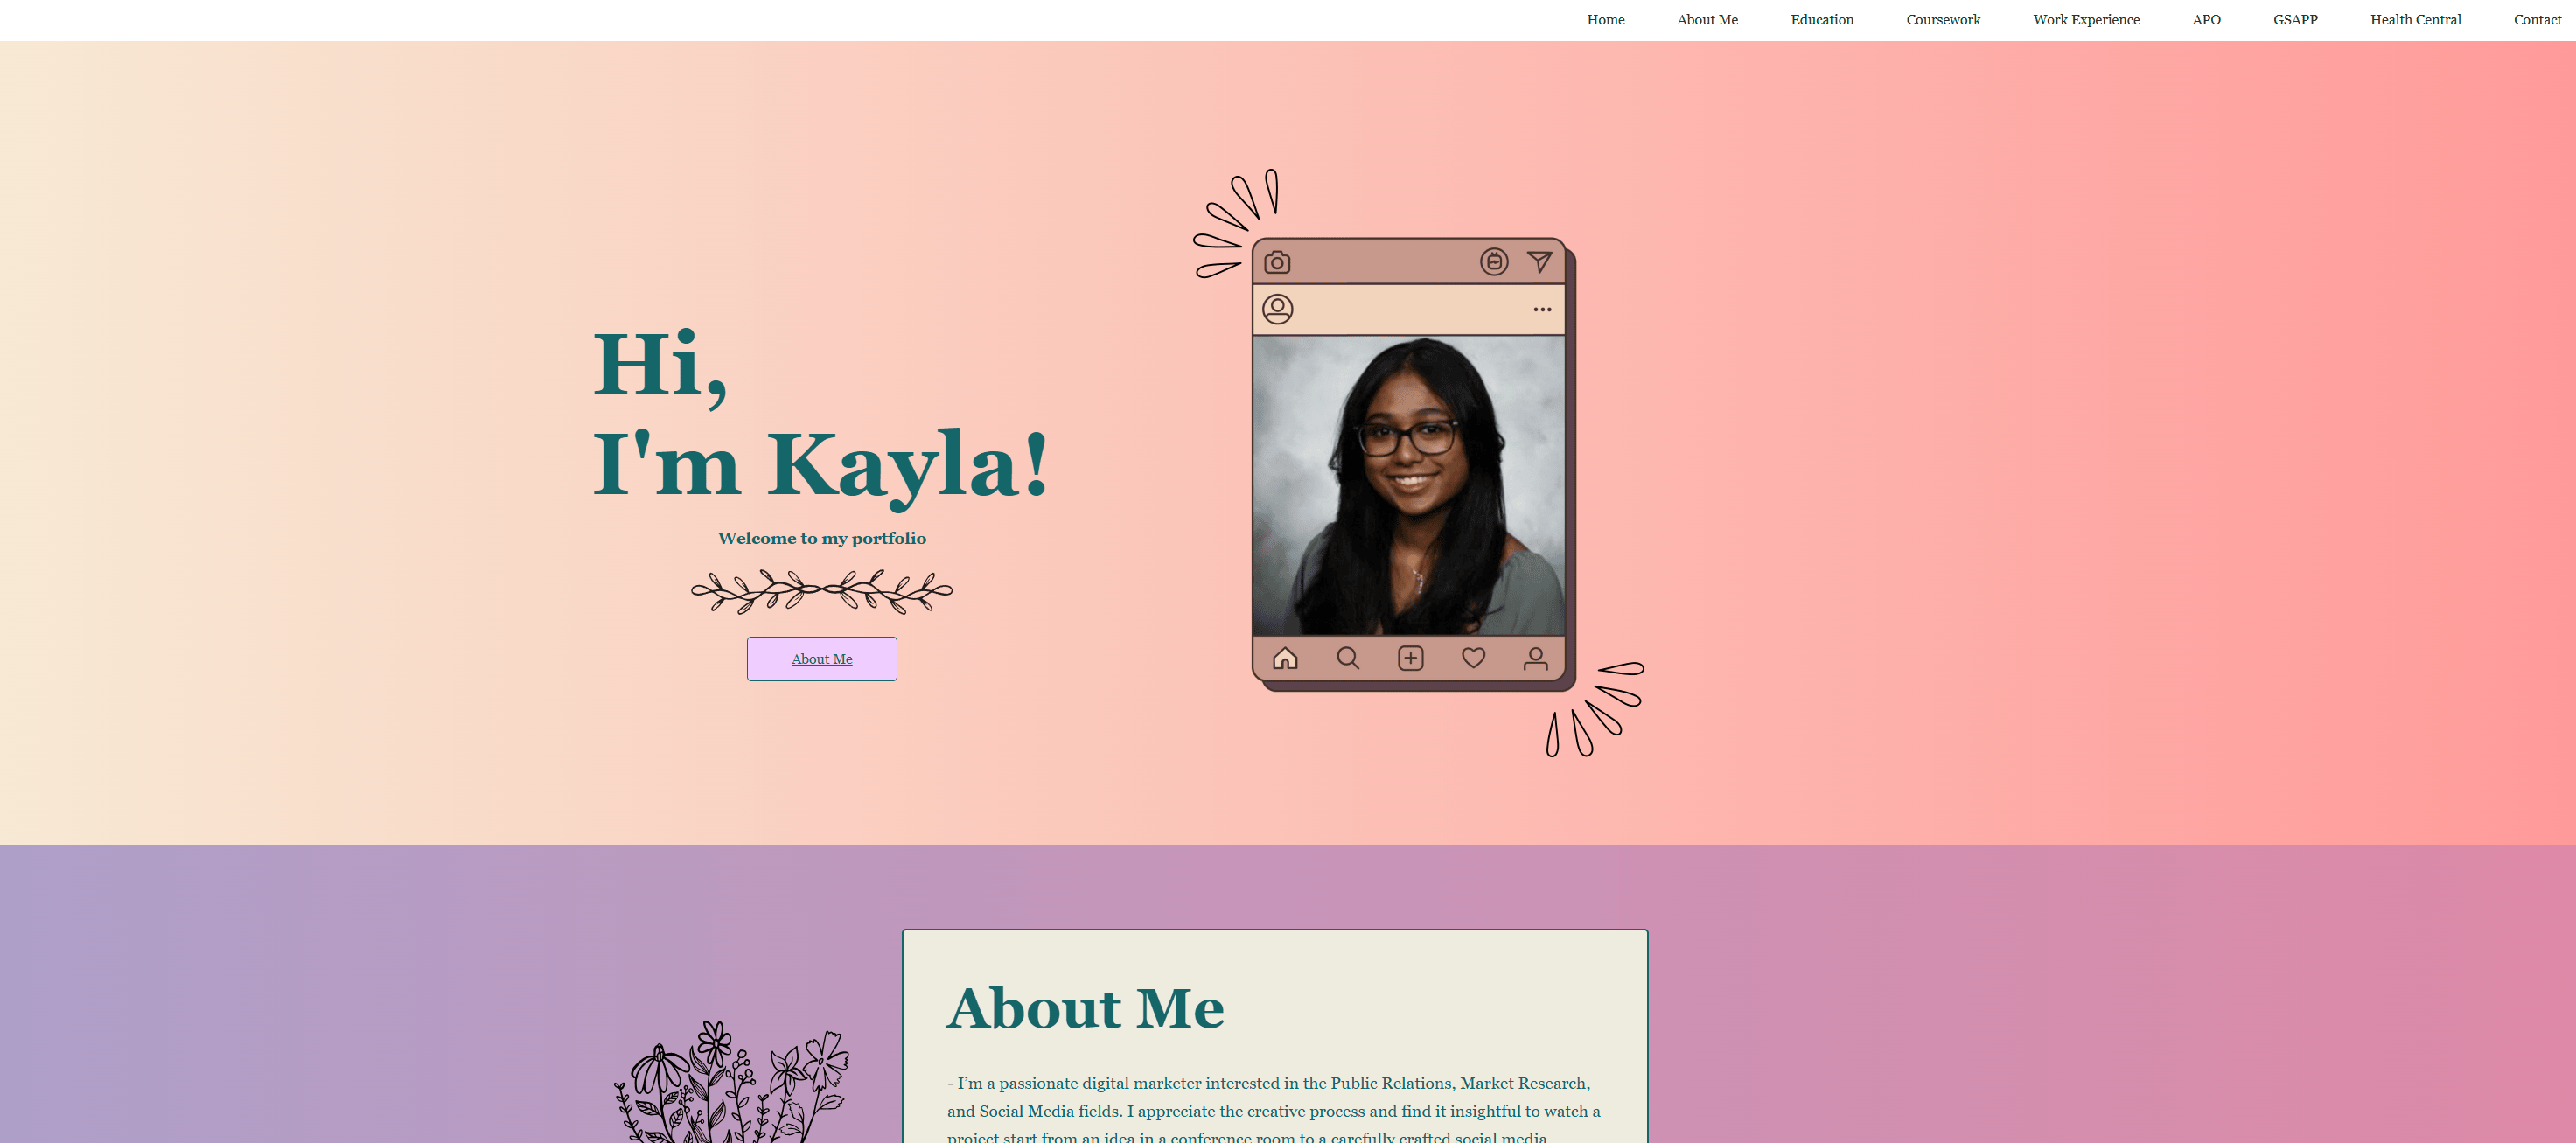 Home About Me Education Coursework Work Experience APO GSAPP Health Central Contact
Hi,
I'm Kayla!
Welcome to my portfolio
About Me
About Me
- I’m a passionate digital marketer interested in the Public Relations, Market Research,
and Social Media fields. I appreciate the creative process and find it insightful to watch a
project start from an idea in a conference room to a carefully crafted social media